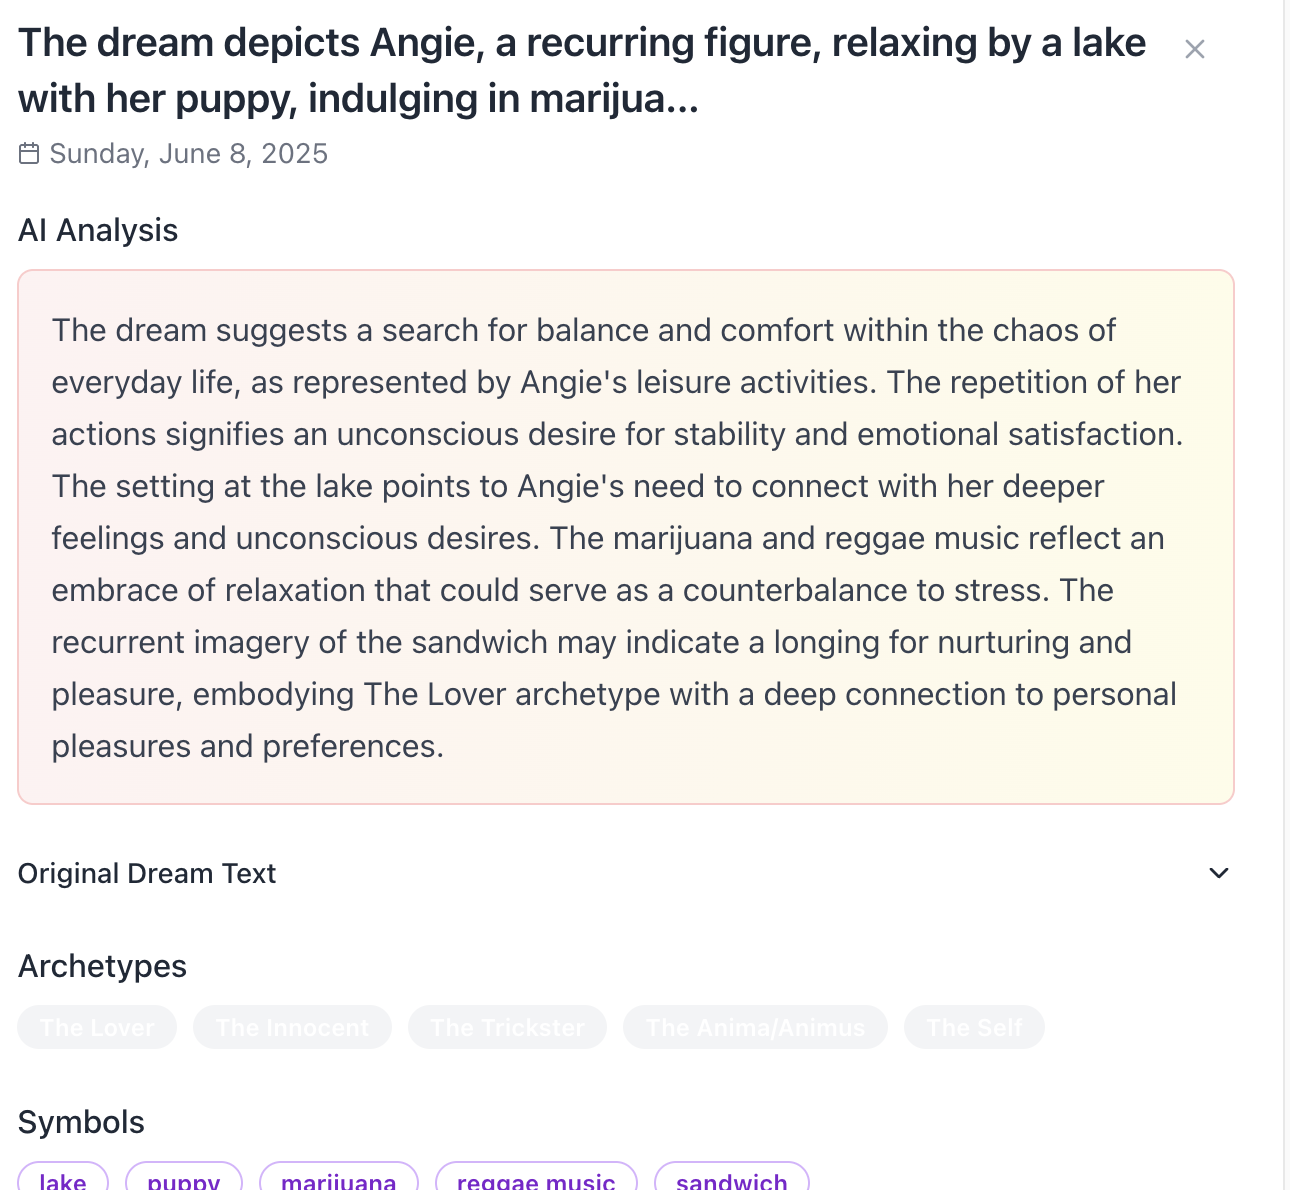 The dream depicts Angie, a recurring figure, relaxing by a lake
with her puppy, indulging in marijua...
Sunday, June 8, 2025
AI Analysis
The dream suggests a search for balance and comfort within the chaos of
everyday life, as represented by Angie's leisure activities. The repetition of her
actions signifies an unconscious desire for stability and emotional satisfaction.
The setting at the lake points to Angie's need to connect with her deeper
feelings and unconscious desires. The marijuana and reggae music reflect an
embrace of relaxation that could serve as a counterbalance to stress. The
recurrent imagery of the sandwich may indicate a longing for nurturing and
pleasure, embodying The Lover archetype with a deep connection to personal
pleasures and preferences.
Original Dream Text
Archetypes
The Lover The Innocent The Trickster The Anima/Animus The Self
Symbols
lake puppy marijuana reggae music sandwich